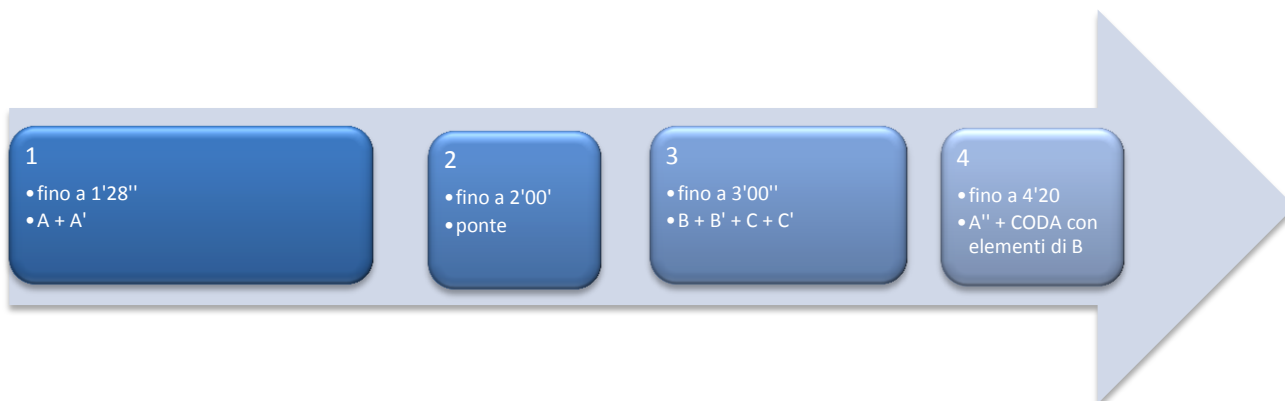 1
•fino a 1'28''
•A + A'
2
•fino a 2'00'
•ponte
3
•fino a 3'00''
•B + B' + C + C'
4
•fino a 4'20
•A'' + CODA con
elementi di B